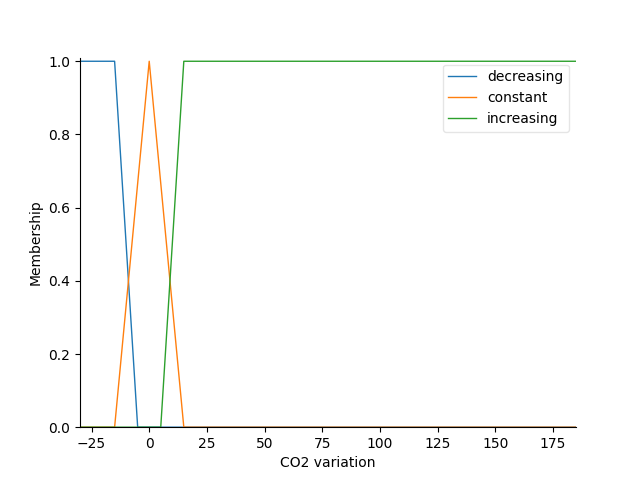 1.0
0.8
0.6
0.4
0.2
0.0
Membership
decreasing
constant
increasing
−25 0 25 50 75 100 125 150 175
CO2 variation